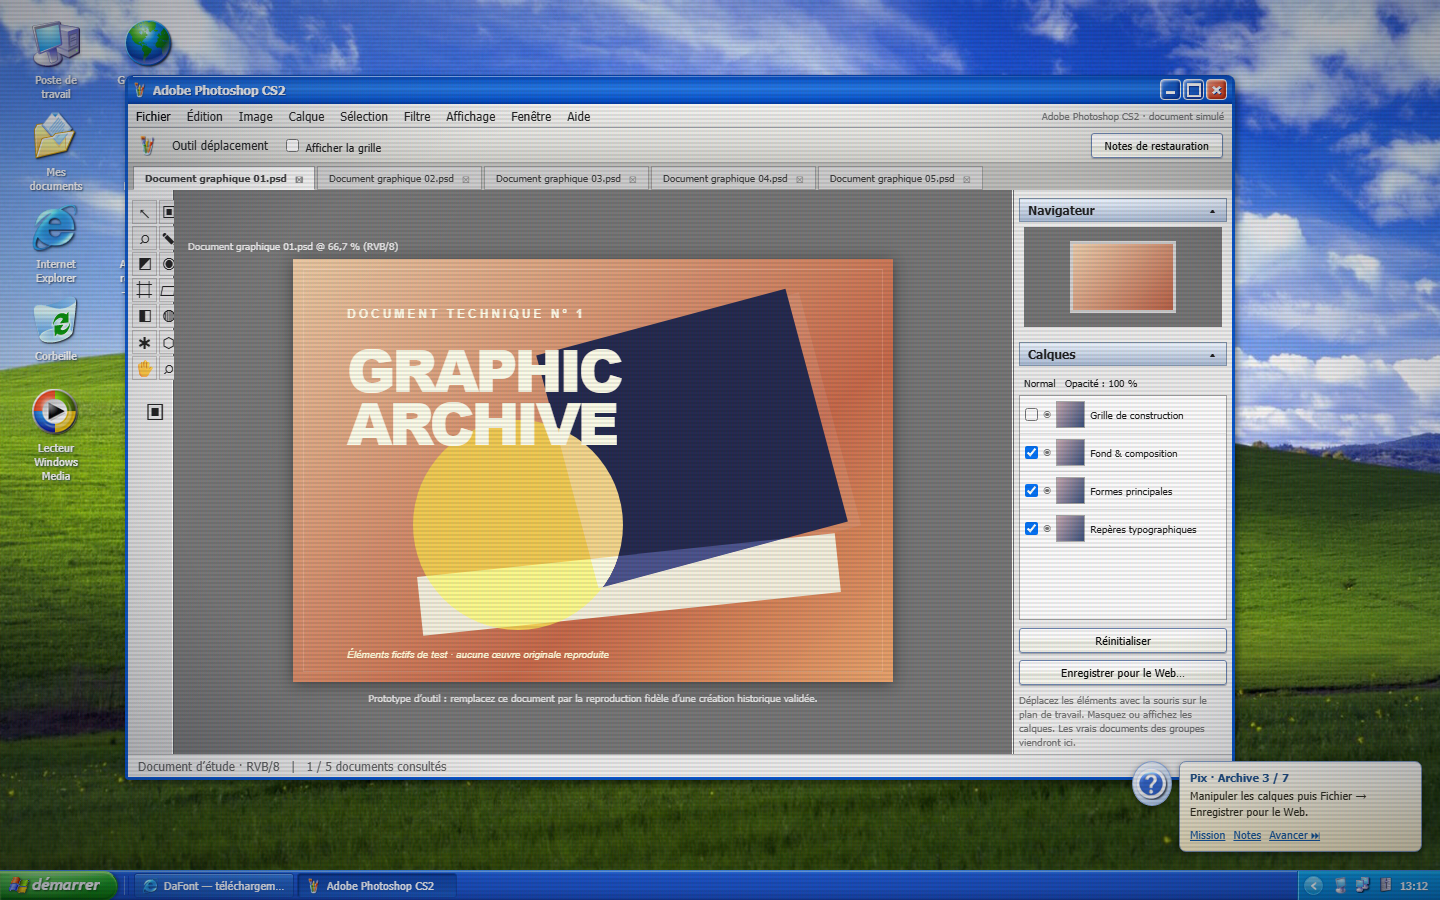 Poste de
travail
G
Mes
documents
Internet
Explorer
A
r
Corbeille
Lecteur
Windows
Media
Adobe Photoshop CS2
Fichier Édition Image Calque Sélection Filtre Affichage Fenêtre Aide
Adobe Photoshop CS2 · document simulé
Outil déplacement Afficher la grille
Notes de restauration
Document graphique 01.psd Document graphique 02.psd Document graphique 03.psd Document graphique 04.psd Document graphique 05.psd
Document graphique 01.psd @ 66,7 % (RVB/8)
DOCUMENT TECHNIQUE N° 1
GRAPHIC
ARCHIVE
Éléments fictifs de test · aucune œuvre originale reproduite
Prototype d’outil : remplacez ce document par la reproduction fidèle d’une création historique validée.
Navigateur
Calques
Normal Opacité : 100 %
Grille de construction
Fond & composition
Formes principales
Repères typographiques
Réinitialiser
Enregistrer pour le Web...
Déplacez les éléments avec la souris sur le
plan de travail. Masquez ou affichez les
calques. Les vrais documents des groupes
viendront ici.
Document d’étude · RVB/8 | 1 / 5 documents consultés
Pix · Archive 3 / 7
Manipuler les calques puis Fichier →
Enregistrer pour le Web.
Mission Notes Avancer ⏭
démarrer
DaFont — téléchargem...
Adobe Photoshop CS2
13:12